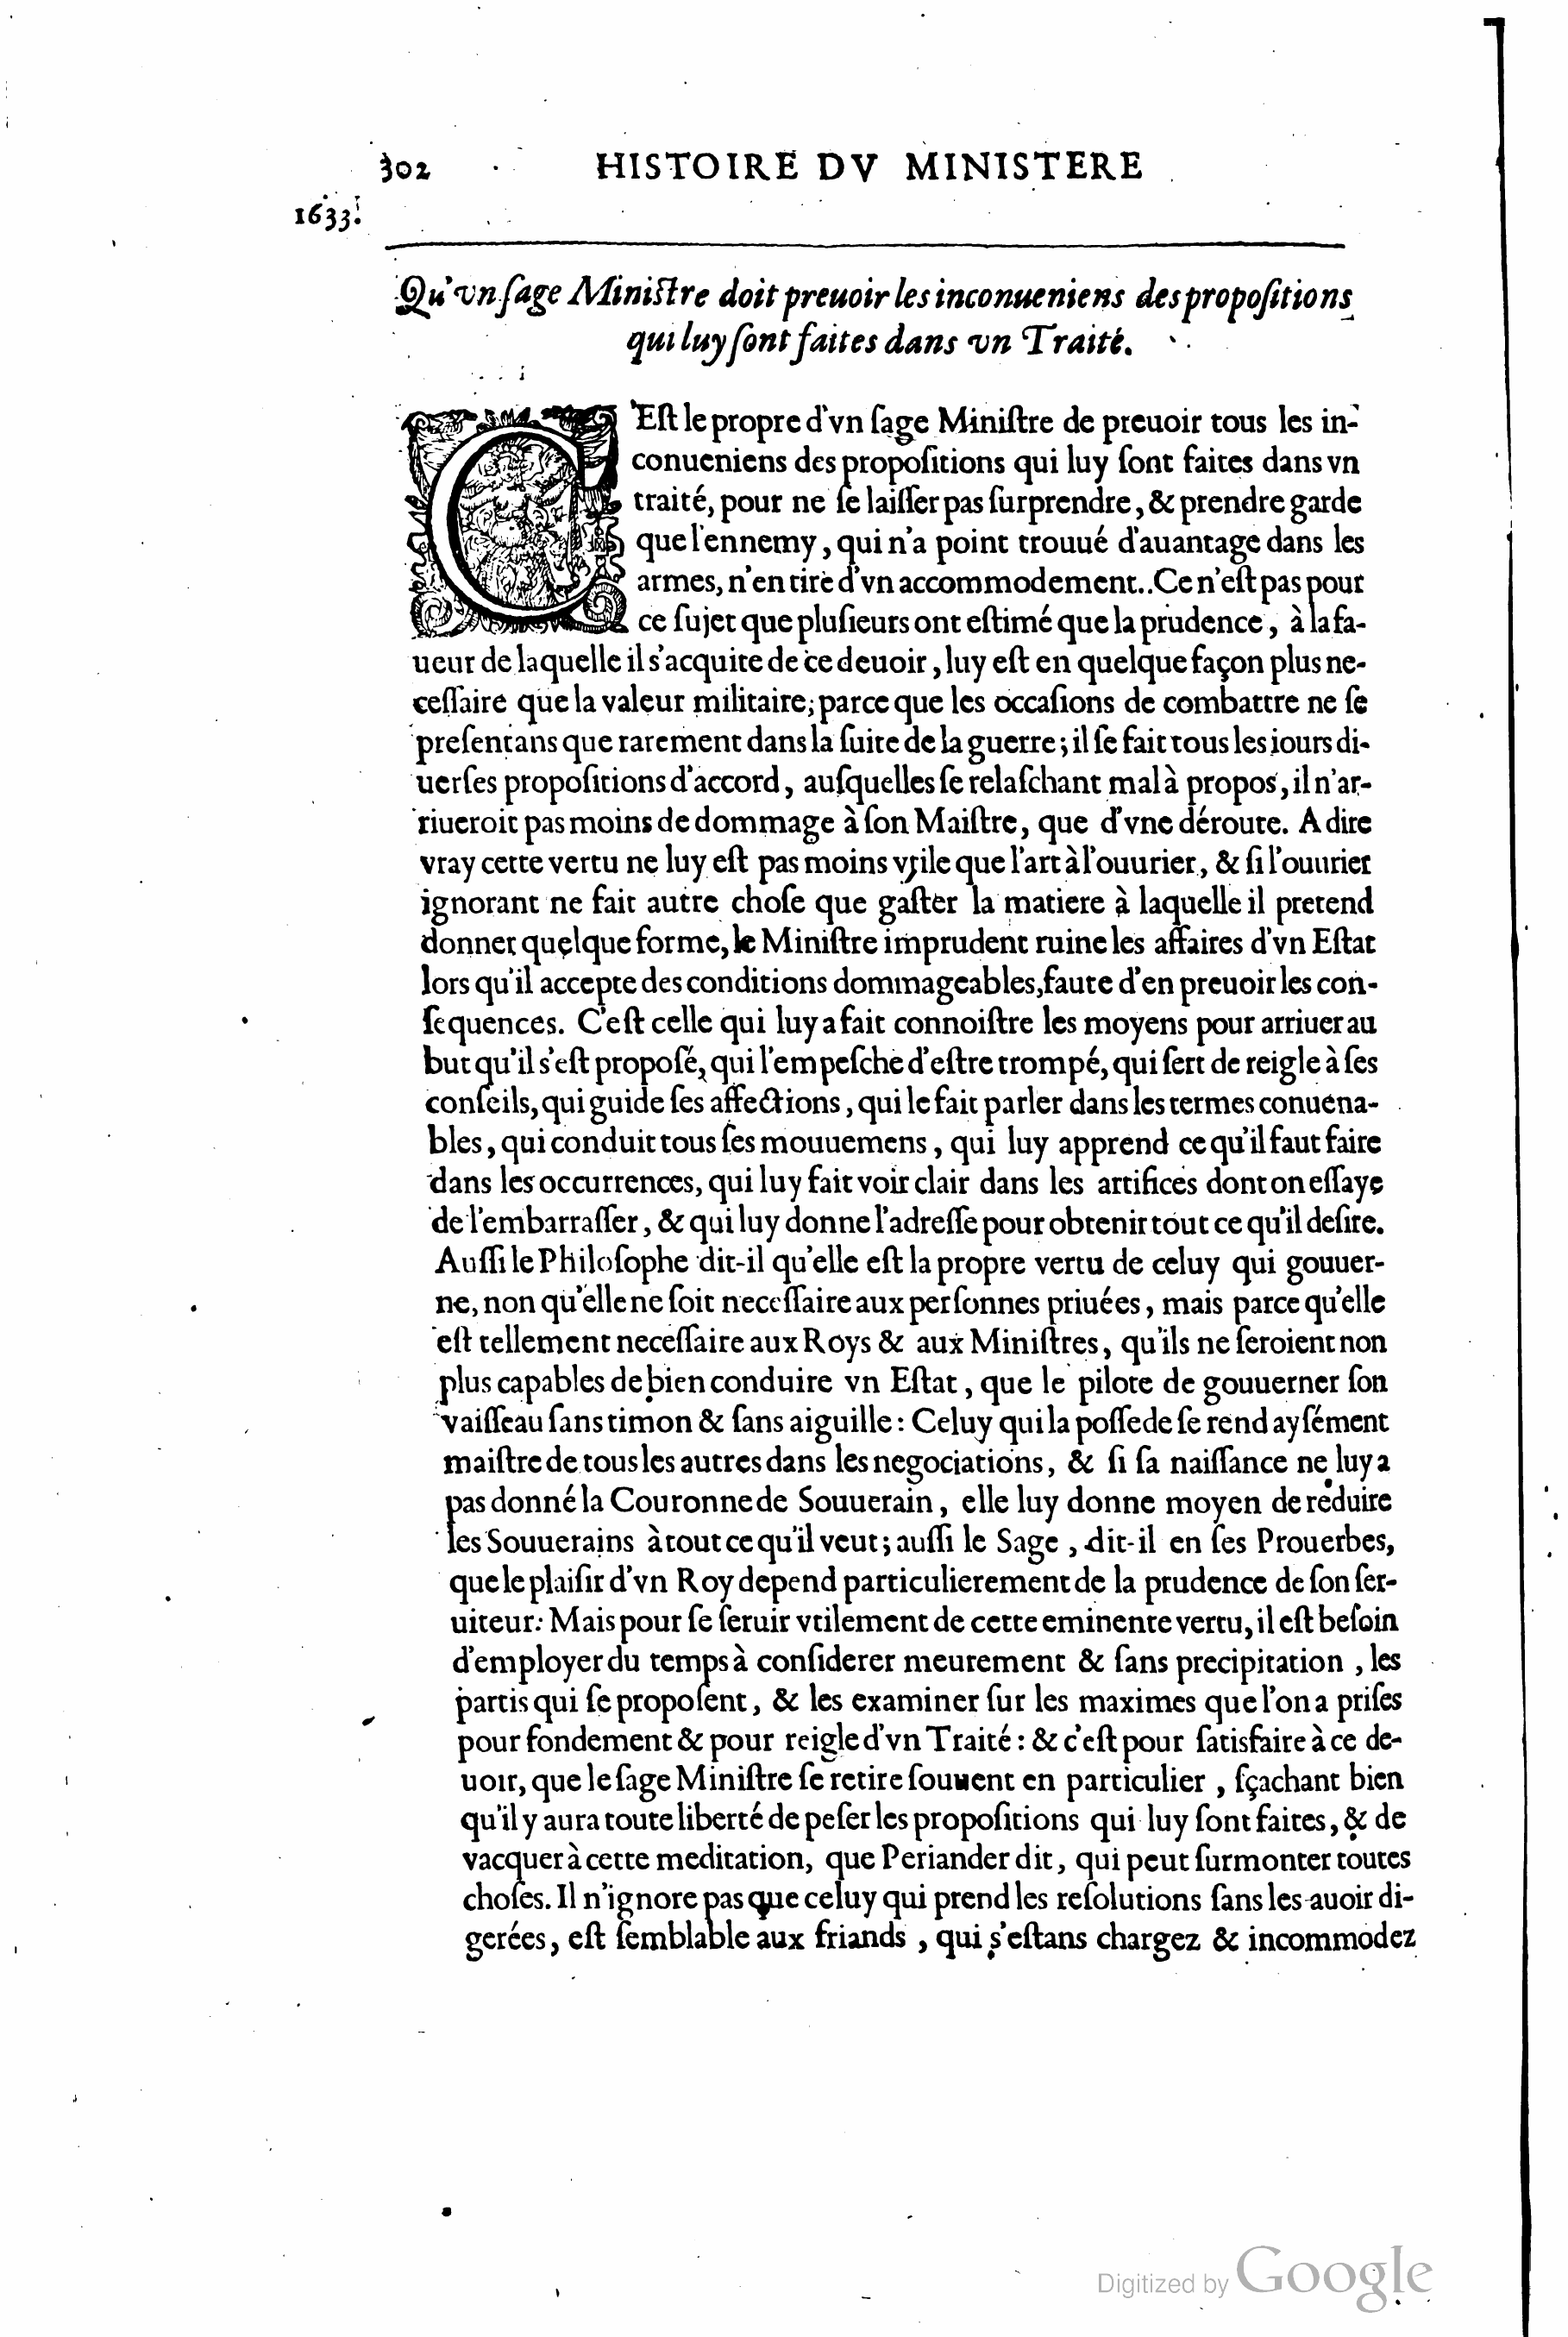 302 HISTOIRE DV MINISTERE
1633.
Qu'vn ſage Miniſtre doit preuoir les inconueniens des propoſitions
qui luy ſont faites dans vn Traité.
C'Eſt le propre d'vn ſage Miniſtre de preuoir tous les in-
conueniens des propoſitions qui luy ſont faites dans vn
traité, pour ne ſe laiſſer pas ſurprendre, & prendre garde
que l'ennemy, qui n'a point trouué d'auantage dans les
armes, n'en tire d'vn accommodement. Ce n'eſt pas pour
ce ſujet que pluſieurs ont eſtimé que la prudence, à la fa-
ueur de laquelle il s'acquite de ce deuoir, luy eſt en quelque façon plus ne-
ceſſaire que la valeur militaire; parce que les occaſions de combattre ne ſe
preſentans que rarement dans la ſuite de la guerre; il ſe fait tous les iours di-
uerſes propoſitions d'accord, auſquelles ſe relaſchant mal à propos, il n'ar-
riueroit pas moins de dommage à ſon Maiſtre, que d'vne déroute. A dire
vray cette vertu ne luy eſt pas moins vtile que l'art à l'ouurier, & ſi l'ouurier
ignorant ne fait autre choſe que gaſter la matiere à laquelle il pretend
donner quelque forme, le Miniſtre imprudent ruine les affaires d'vn Eſtat
lors qu'il accepte des conditions dommageables, faute d'en preuoir les con-
ſequences. C'eſt celle qui luy a fait connoiſtre les moyens pour arriuer au
but qu'il s'eſt propoſé, qui l'empeſche d'eſtre trompé, qui ſert de reigle à ſes
conſeils, qui guide ſes affections, qui le fait parler dans les termes conuena-
bles, qui conduit tous ſes mouuemens, qui luy apprend ce qu'il faut faire
dans les occurrences, qui luy fait voir clair dans les artifices dont on eſſaye
de l'embarraſſer, & qui luy donne l'adreſſe pour obtenir tout ce qu'il deſire.
Auſſi le Philoſophe dit-il qu'elle eſt la propre vertu de celuy qui gouuer-
ne, non qu'elle ne ſoit neceſſaire aux perſonnes priuées, mais parce qu'elle
eſt tellement neceſſaire aux Roys & aux Miniſtres, qu'ils ne ſeroient non
plus capables de bien conduire vn Eſtat, que le pilote de gouuerner ſon
vaiſſeau ſans timon & ſans aiguille: Celuy qui la poſſede ſe rend ayſément
maiſtre de tous les autres dans les negociations, & ſi ſa naiſſance ne luy a
pas donné la Couronne de Souuerain, elle luy donne moyen de réduire
les Souuerains à tout ce qu'il veut; auſſi le Sage, dit-il en ſes Prouerbes,
que le plaiſir d'vn Roy depend particulierement de la prudence de ſon ſer-
uiteur: Mais pour ſe ſeruir vtilement de cette eminente vertu, il eſt beſoin
d'employer du temps à conſiderer meurement & ſans precipitation, les
partis qui ſe propoſent, & les examiner ſur les maximes que l'on a priſes
pour fondement & pour reigle d'vn Traité: & c'eſt pour ſatisfaire à ce de-
uoir, que le ſage Miniſtre ſe retire ſouuent en particulier, ſçachant bien
qu'il y aura toute liberté de peſer les propoſitions qui luy ſont faites, & de
vacquer à cette meditation, que Periander dit, qui peut ſurmonter toutes
choſes. Il n'ignore pas que celuy qui prend les reſolutions ſans les auoir di-
gerées, eſt ſemblable aux friands, qui s'eſtans chargez & incommodez
Digitized by Google